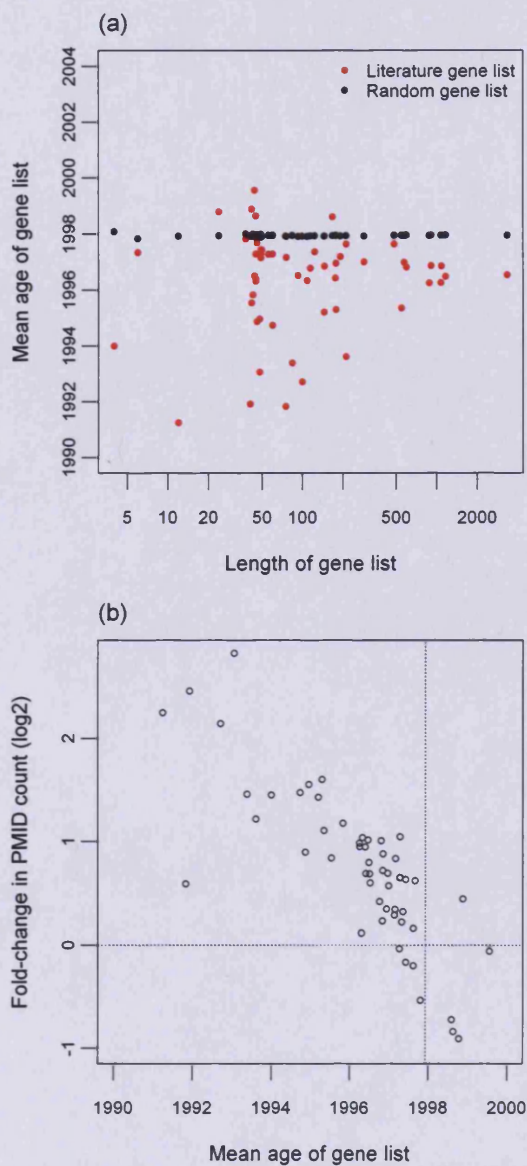 (a)
Mean age of gene list
2004
2002
2000
1998
1996
1994
1992
1990
Literature gene list
Random gene list
5 10 20 50 100 500 2000
Length of gene list
(b)
Fold-change in PMID count (log2)
2
1
0
-1
1990 1992 1994 1996 1998 2000
Mean age of gene list